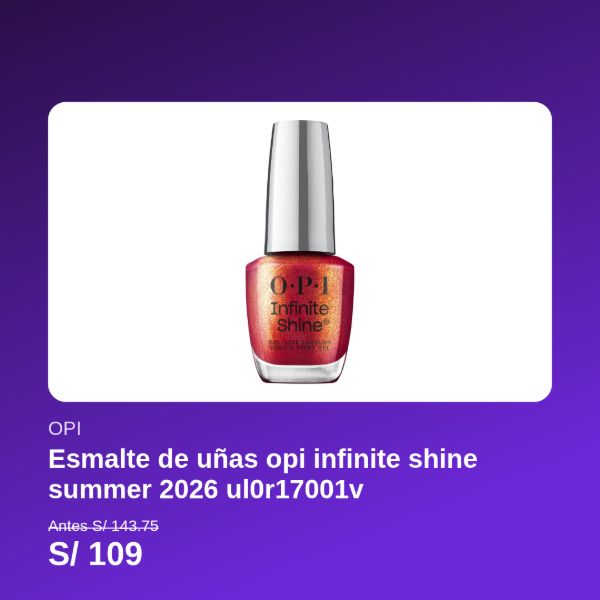 O·P·I
Infinite
Shine®
OPI
Esmalte de uñas opi infinite shine
summer 2026 ul0r17001v
Antes S/ 143.75
S/ 109